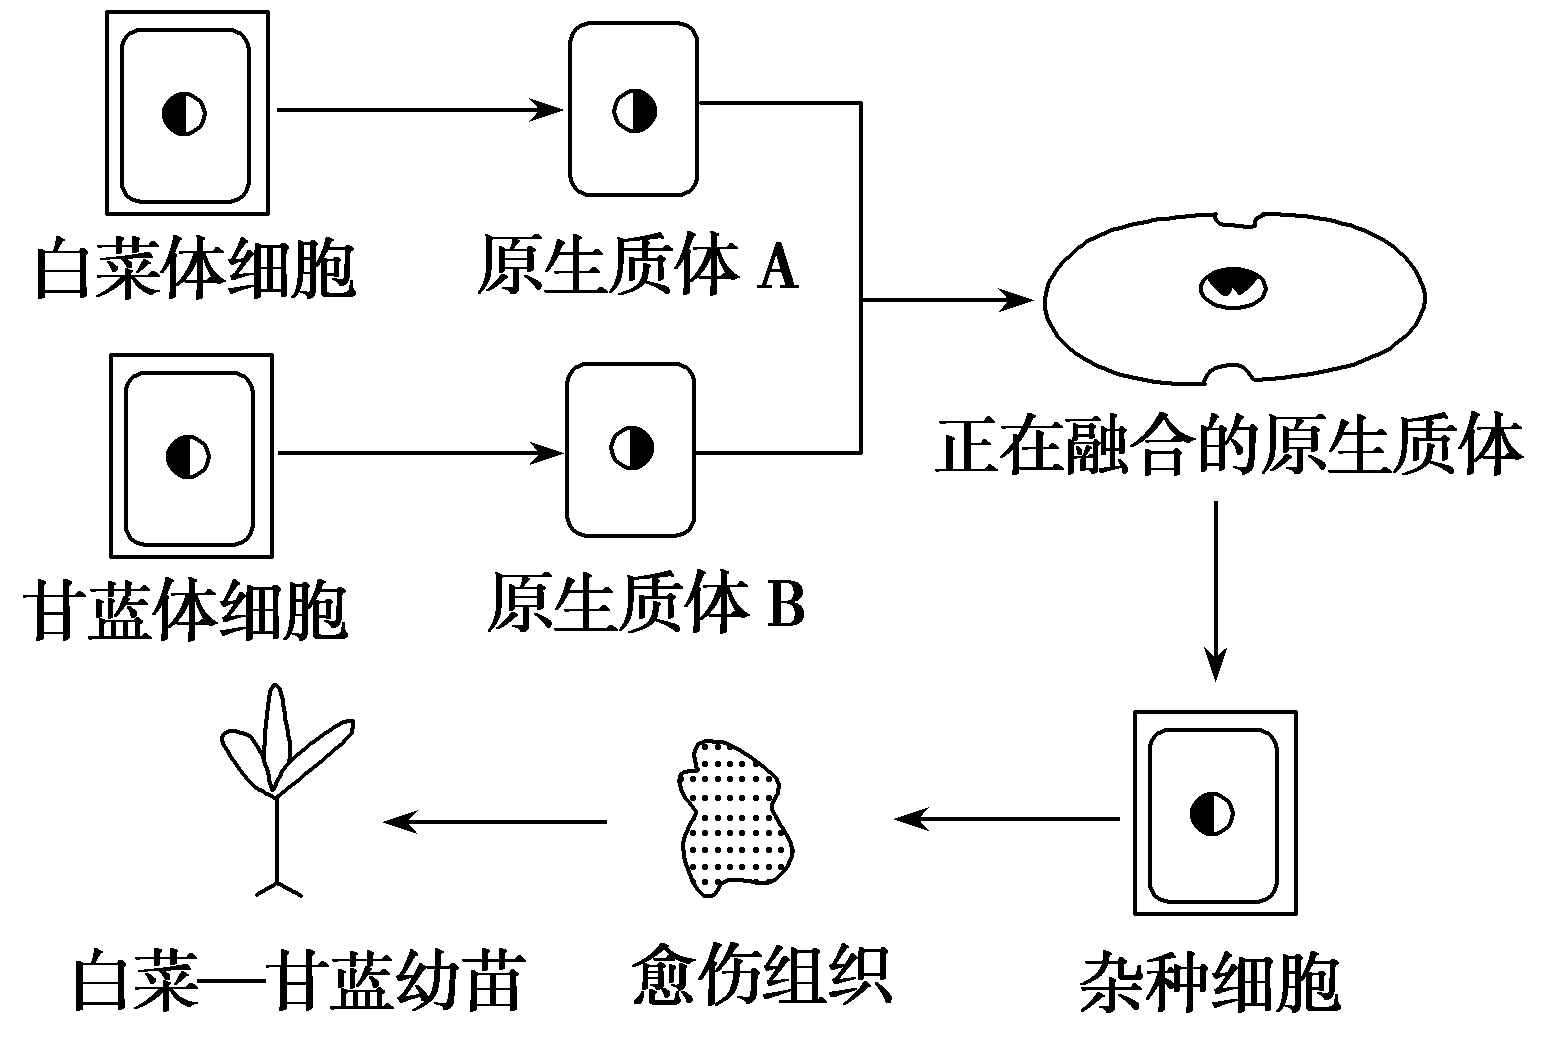 白菜体细胞
原生质体 A
甘蓝体细胞
原生质体 B
正在融合的原生质体
白菜—甘蓝幼苗
愈伤组织
杂种细胞